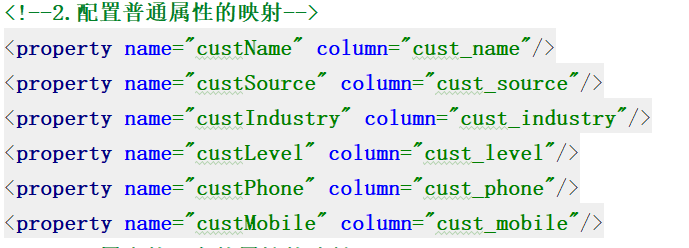 <!--2.配置普通属性的映射-->
<property name="custName" column="cust_name"/>
<property name="custSource" column="cust_source"/>
<property name="custIndustry" column="cust_industry"/>
<property name="custLevel" column="cust_level"/>
<property name="custPhone" column="cust_phone"/>
<property name="custMobile" column="cust_mobile"/>